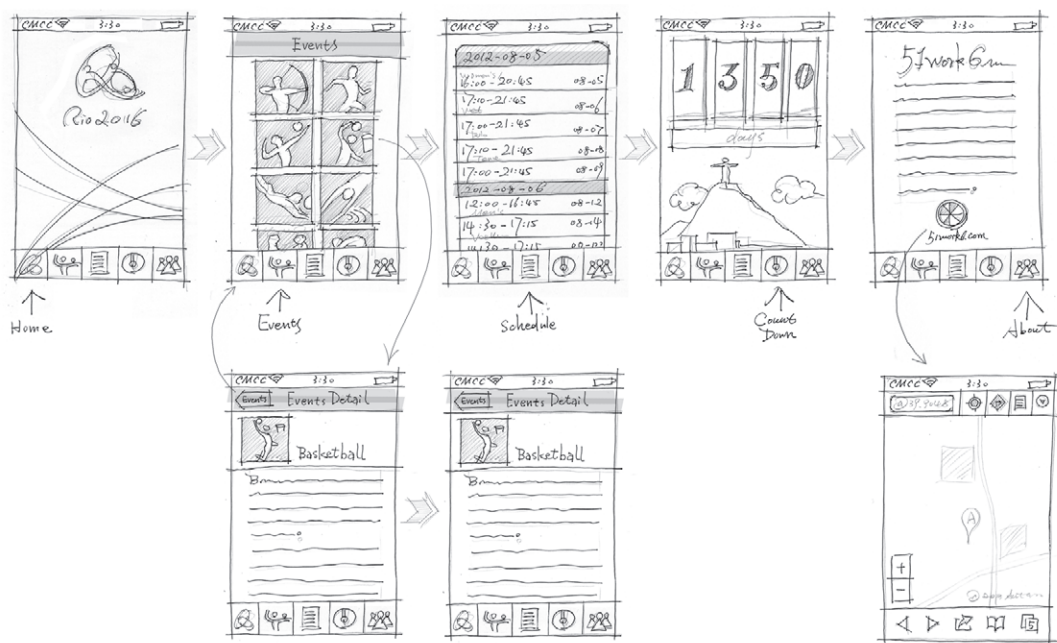 CMCC 3:30
Rio2016
Home
CMCC 3:30
Events
Events
CMCC 3:30
2012-08-05
16:00-20:45 08-05
17:10-21:45 08-06
17:00-21:45 08-07
17:10-21:45 08-08
17:00-21:45 08-09
2012-08-06
12:00-16:45 08-12
14:30-17:15 08-14
14:30-17:15
Schedule
CMCC 3:30
1 3 5 0
days
Count
Down
CMCC 3:30
51work6.com
About
CMCC 3:30
Events Events Detail
Basketball
CMCC 3:30
Events Events Detail
Basketball
CMCC 3:30
A
+
−